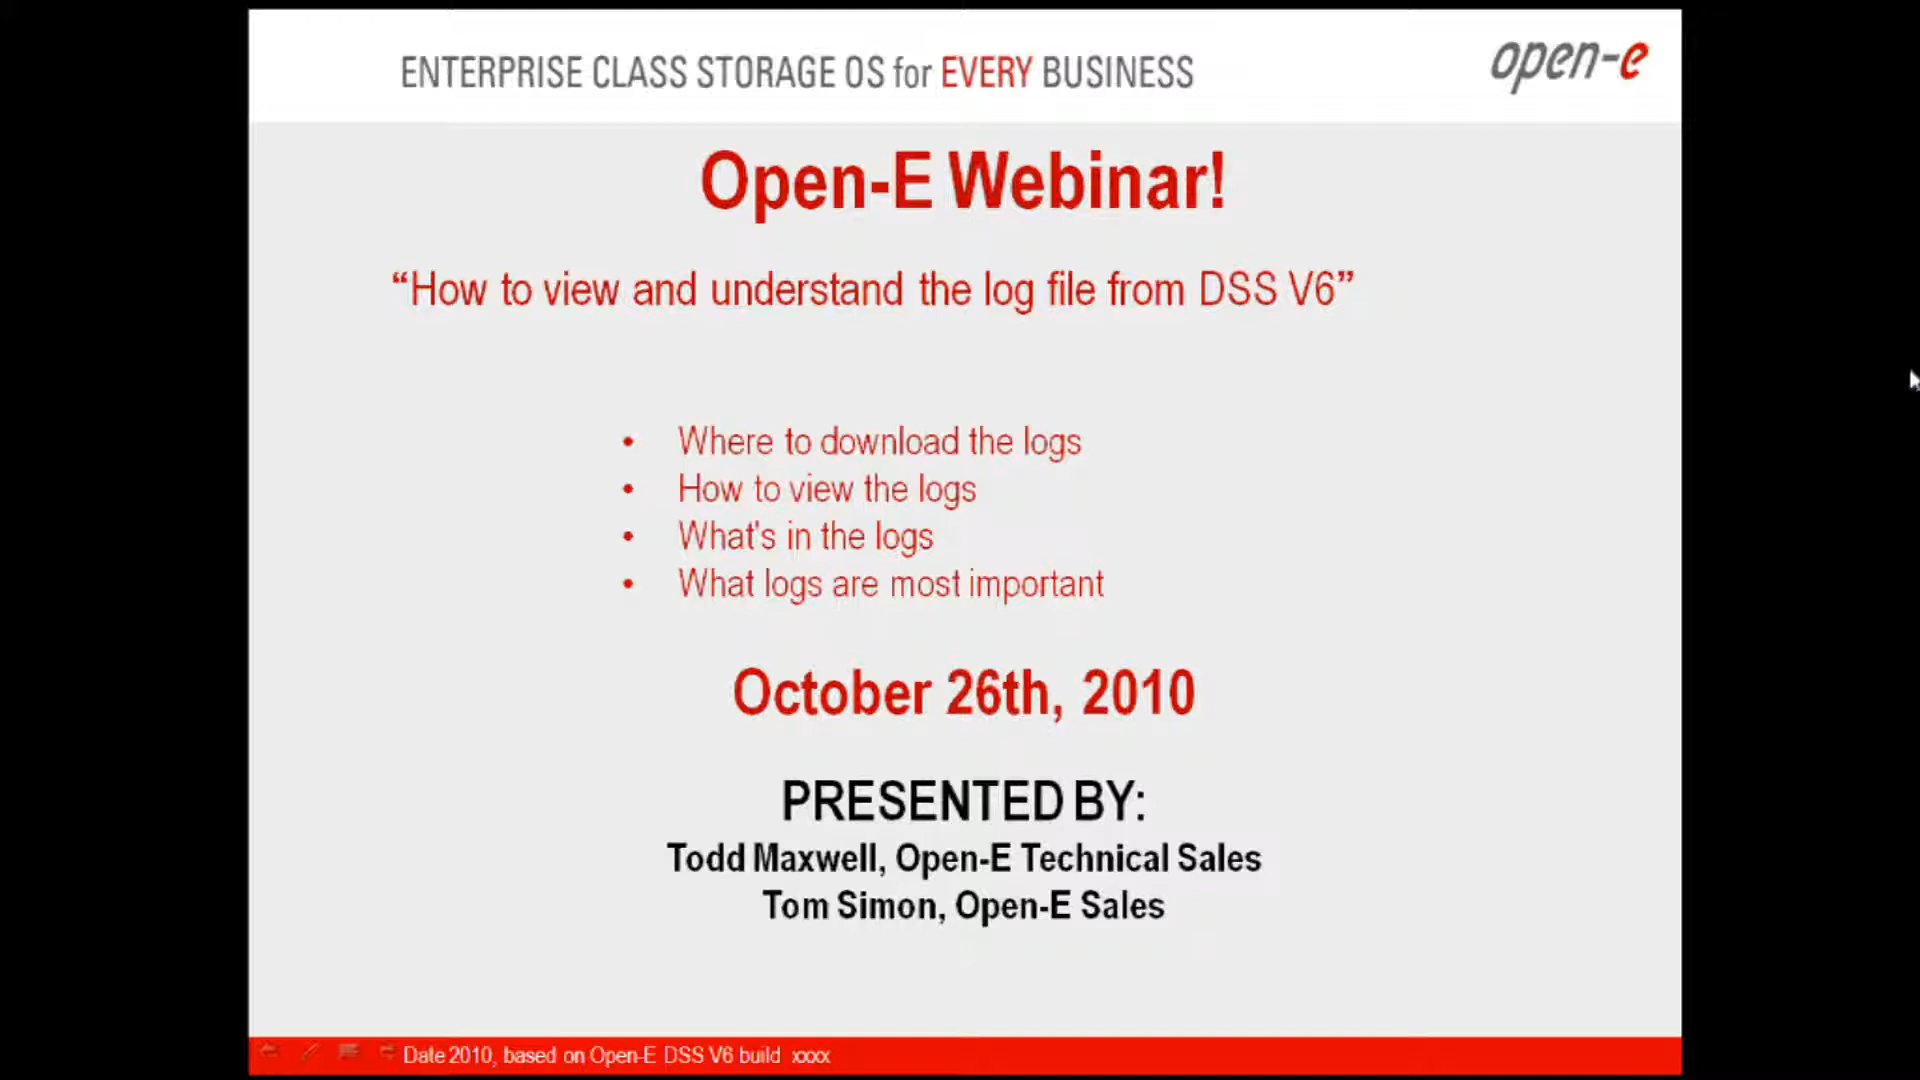 ENTERPRISE CLASS STORAGE OS for EVERY BUSINESS
open-e
Open-E Webinar!
“How to view and understand the log file from DSS V6”
• Where to download the logs
• How to view the logs
• What's in the logs
• What logs are most important
October 26th, 2010
PRESENTED BY:
Todd Maxwell, Open-E Technical Sales
Tom Simon, Open-E Sales
Date 2010, based on Open-E DSS V6 build xxxx